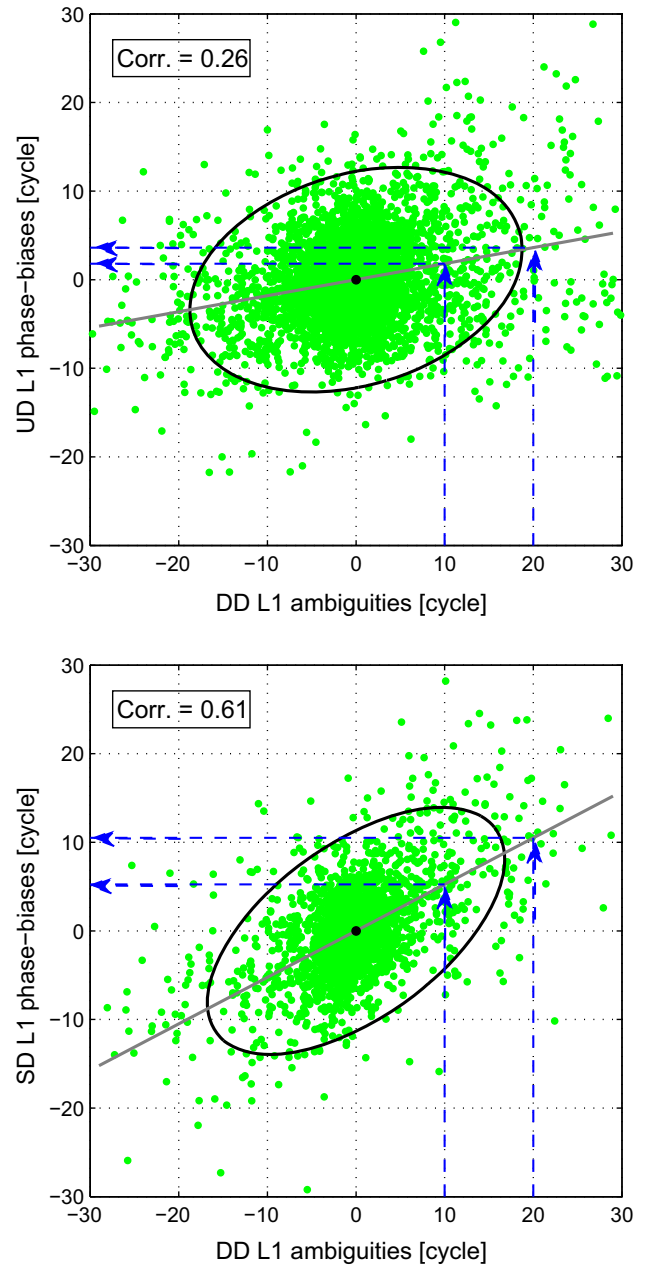 30
Corr. = 0.26
20
10
0
−10
−20
−30
UD L1 phase−biases [cycle]
−30 −20 −10 0 10 20 30
DD L1 ambiguities [cycle]
30
Corr. = 0.61
20
10
0
−10
−20
−30
SD L1 phase−biases [cycle]
−30 −20 −10 0 10 20 30
DD L1 ambiguities [cycle]